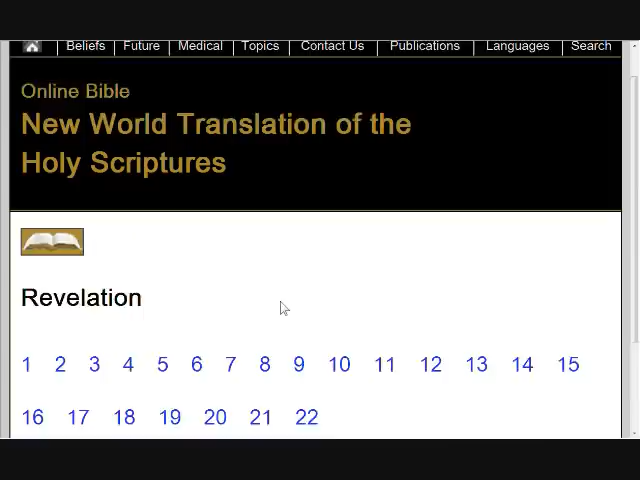 Beliefs Future Medical Topics Contact Us Publications Languages Search
Online Bible
New World Translation of the
Holy Scriptures
Revelation
1 2 3 4 5 6 7 8 9 10 11 12 13 14 15
16 17 18 19 20 21 22